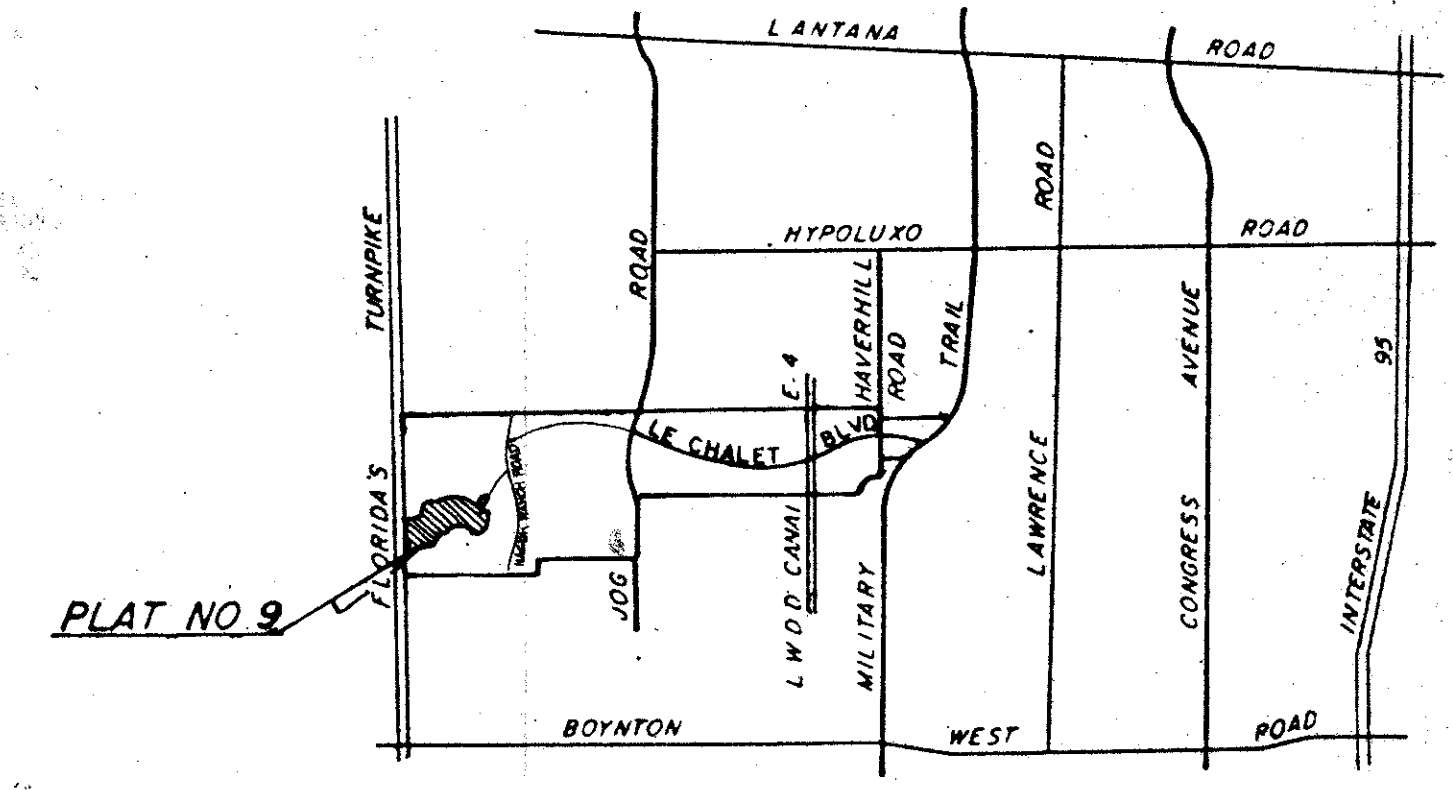 LANTANA ROAD
ROAD
TURNPIKE
ROAD
HYPOLUXO ROAD
HAVERHILL
ROAD
TRAIL
AVENUE
95
E-4
LE CHALET BLVD
FLORIDA'S
RANCH ROAD
LAWRENCE
CONGRESS
INTERSTATE
JOG
L W D D CANAL
MILITARY
PLAT NO 9
BOYNTON WEST ROAD